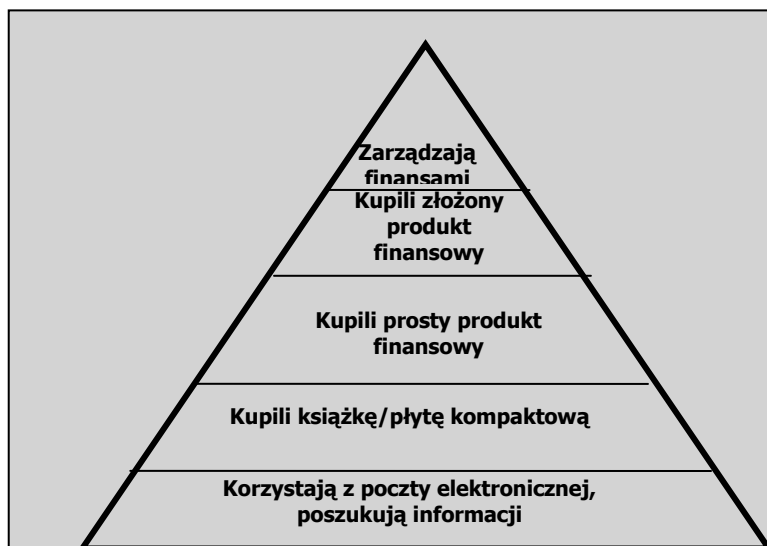 Zarządzają
finansami
Kupili złożony
produkt
finansowy
Kupili prosty produkt
finansowy
Kupili książkę/płytę kompaktową
Korzystają z poczty elektronicznej,
poszukują informacji